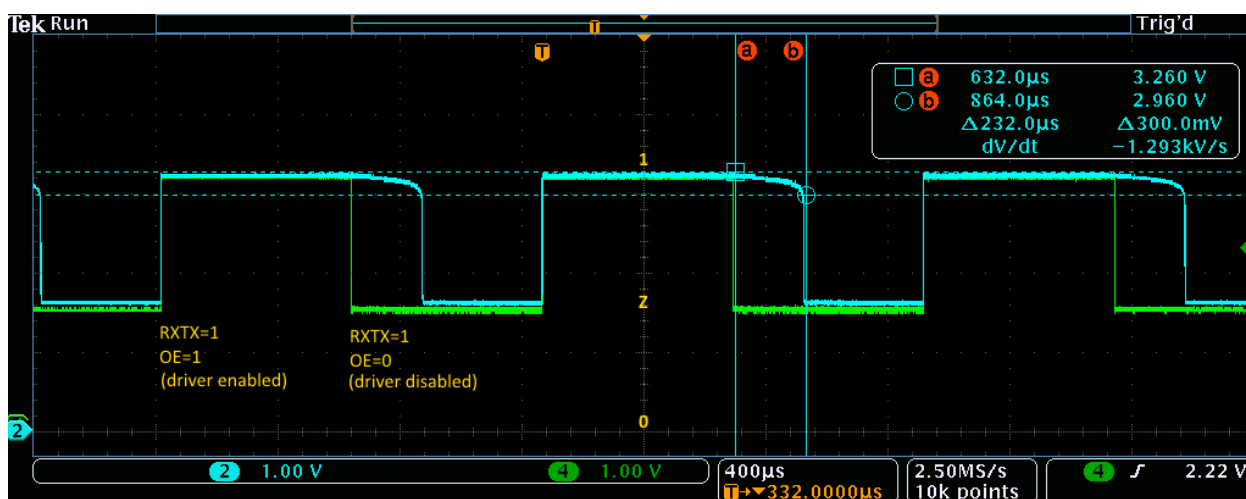 Tek Run
Trig'd
T
T
a b
a 632.0µs 3.260 V
b 864.0µs 2.960 V
Δ232.0µs Δ300.0mV
dV/dt −1.293kV/s
1
Z
RXTX=1
OE=1
(driver enabled)
RXTX=1
OE=0
(driver disabled)
0
2
2 1.00 V
4 1.00 V
400µs
T→▼332.0000µs
2.50MS/s
10k points
4 2.22 V